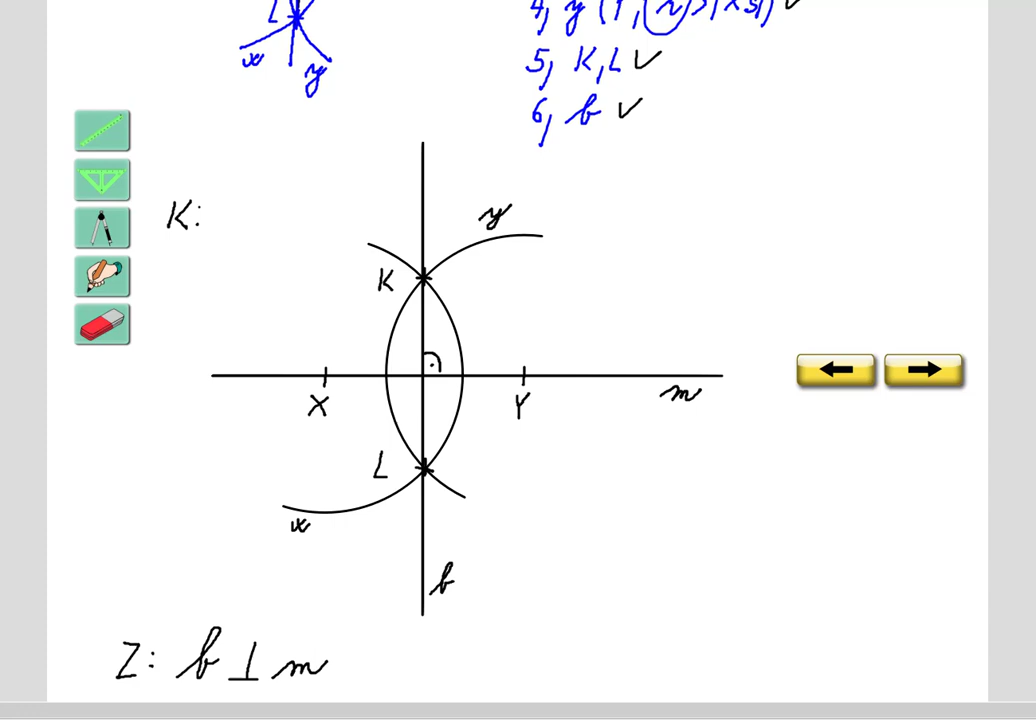 L
x
y
5, K, L ✓
6, b ✓
K:
y
K
X
Y
m
L
x
b
Z: b ⊥ m